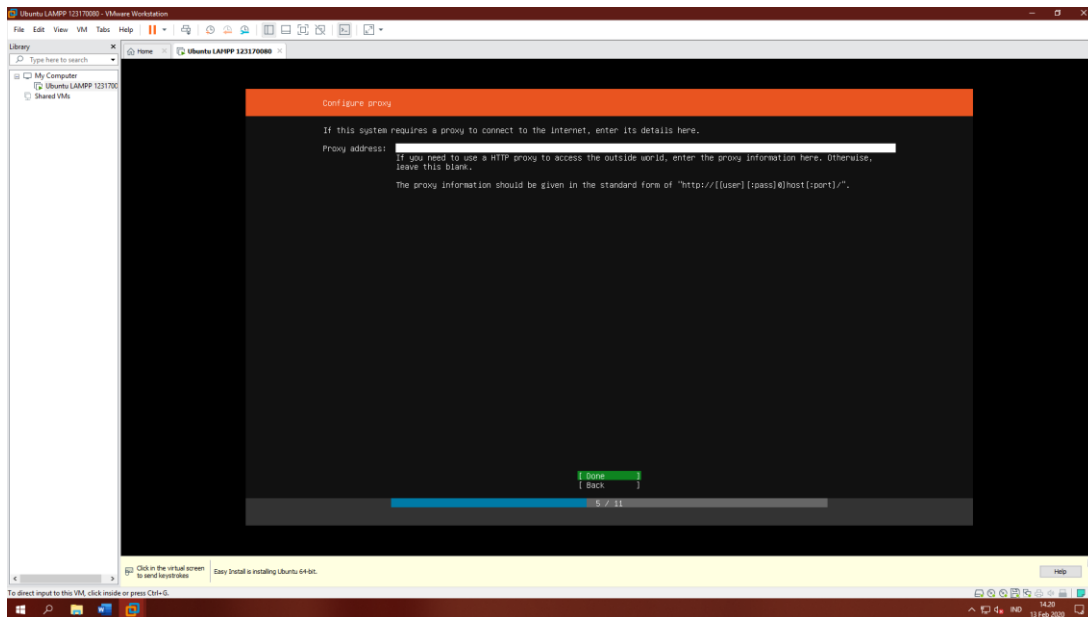 Ubuntu LAMPP 123170080 - VMware Workstation
File Edit View VM Tabs Help
Library
Home
Ubuntu LAMPP 123170080
Type here to search
My Computer
Ubuntu LAMPP 1231700
Shared VMs
Configure proxy
If this system requires a proxy to connect to the internet, enter its details here.
Proxy address:
If you need to use a HTTP proxy to access the outside world, enter the proxy information here. Otherwise,
leave this blank.
The proxy information should be given in the standard form of "http://[[user][:pass]@]host[:port]/".
[ Done ]
[ Back ]
5 / 11
Click in the virtual screen
to send keystrokes
Easy Install is installing Ubuntu 64-bit.
Help
To direct input to this VM, click inside or press Ctrl+G.
IND
14.20
13 Feb 2020